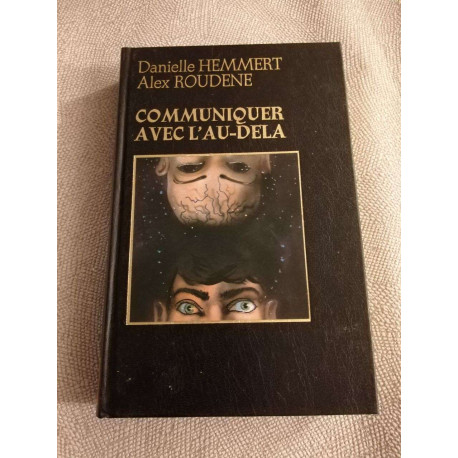 Danielle HEMMERT
Alex ROUDENE
COMMUNIQUER
AVEC L'AU-DELA